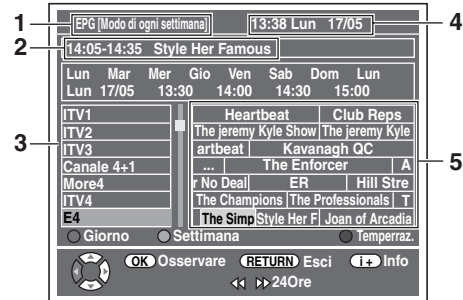 1 EPG [Modo di ogni settimana] 13:38 Lun 17/05 4
2 14:05-14:35 Style Her Famous
Lun Mar Mer Gio Ven Sab Dom Lun
Lun 17/05 13:30 14:00 14:30 15:00
ITV1 Heartbeat Club Reps
ITV2 The jeremy Kyle Show The jeremy Kyle
3 ITV3 artbeat Kavanagh QC
Canale 4+1 ... The Enforcer A 5
More4 r No Deal ER Hill Stre
ITV4 The Champions The Professionals T
E4 The Simp Style Her F Joan of Arcadia
Giorno Settimana Temperraz.
OK Osservare RETURN Esci i+ Info
24Ore